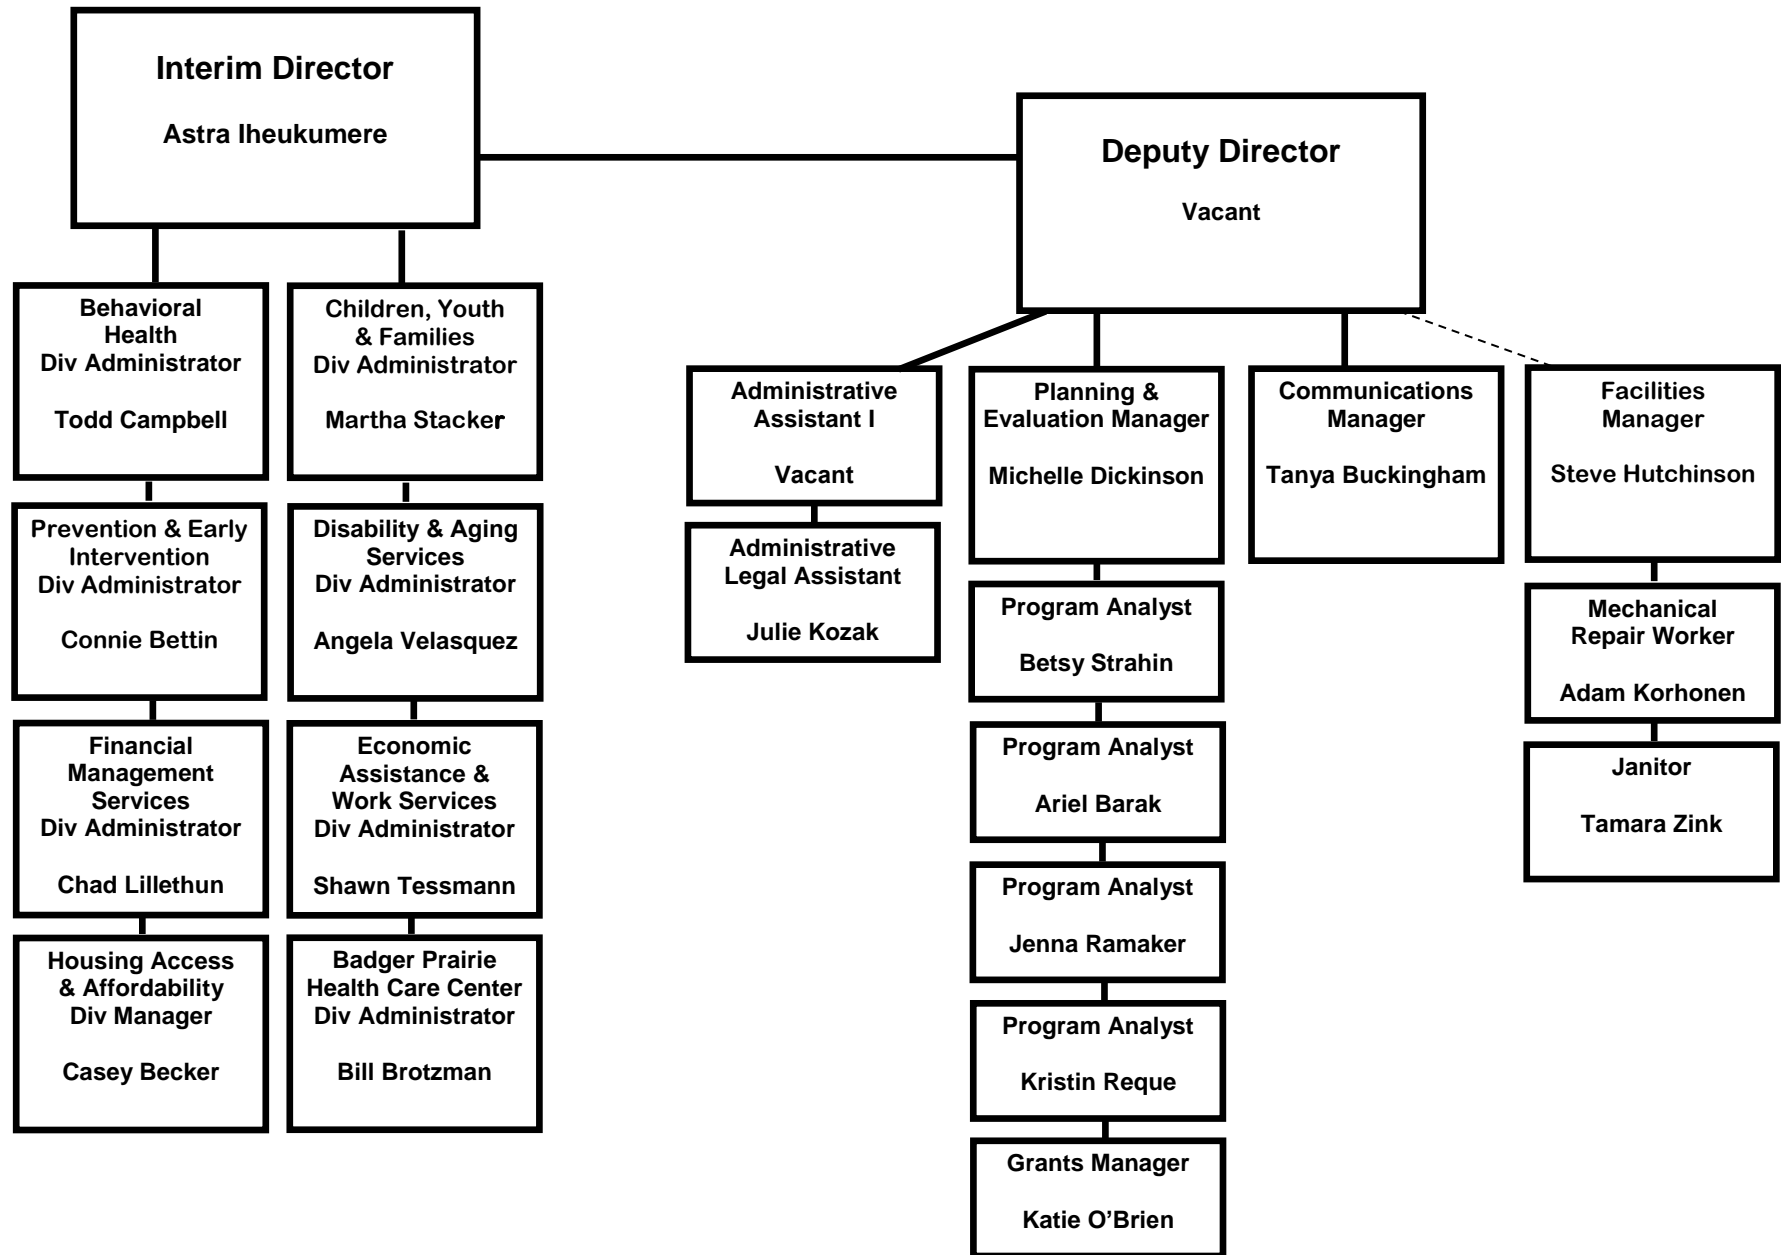 Interim Director
Astra Iheukumere
Deputy Director
Vacant
Behavioral
Health
Div Administrator
Todd Campbell
Children, Youth
& Families
Div Administrator
Martha Stacker
Prevention & Early
Intervention
Div Administrator
Connie Bettin
Disability & Aging
Services
Div Administrator
Angela Velasquez
Financial
Management
Services
Div Administrator
Chad Lillethun
Economic
Assistance &
Work Services
Div Administrator
Shawn Tessmann
Housing Access
& Affordability
Div Manager
Casey Becker
Badger Prairie
Health Care Center
Div Administrator
Bill Brotzman
Administrative
Assistant I
Vacant
Administrative
Legal Assistant
Julie Kozak
Planning &
Evaluation Manager
Michelle Dickinson
Program Analyst
Betsy Strahin
Program Analyst
Ariel Barak
Program Analyst
Jenna Ramaker
Program Analyst
Kristin Reque
Grants Manager
Katie O’Brien
Communications
Manager
Tanya Buckingham
Facilities
Manager
Steve Hutchinson
Mechanical
Repair Worker
Adam Korhonen
Janitor
Tamara Zink